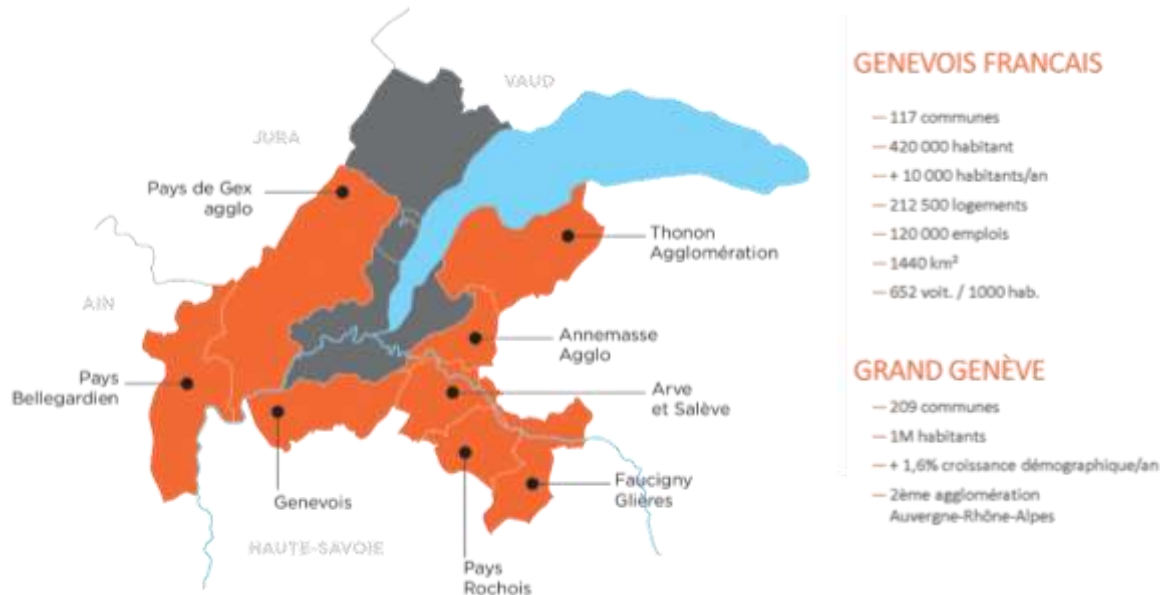 VAUD
JURA
Pays de Gex
agglo
Thonon
Agglomération
AIN
Annemasse
Agglo
Pays
Bellegardien
Arve
et Salève
Genevois
Faucigny
Glières
HAUTE-SAVOIE
Pays
Rochois
GENEVOIS FRANCAIS
— 117 communes
— 420 000 habitant
— + 10 000 habitants/an
— 212 500 logements
— 120 000 emplois
— 1440 km²
— 652 voit. / 1000 hab.
GRAND GENÈVE
— 209 communes
— 1M habitants
— + 1,6% croissance démographique/an
— 2ème agglomération
Auvergne-Rhône-Alpes